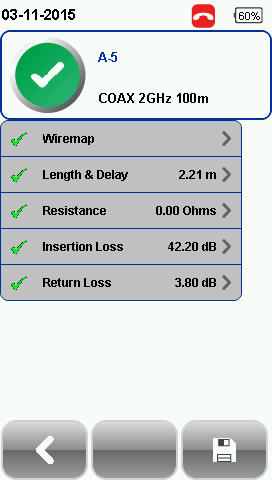 03-11-2015 60%
A-5
COAX 2GHz 100m
Wiremap
Length & Delay 2.21 m
Resistance 0.00 Ohms
Insertion Loss 42.20 dB
Return Loss 3.80 dB